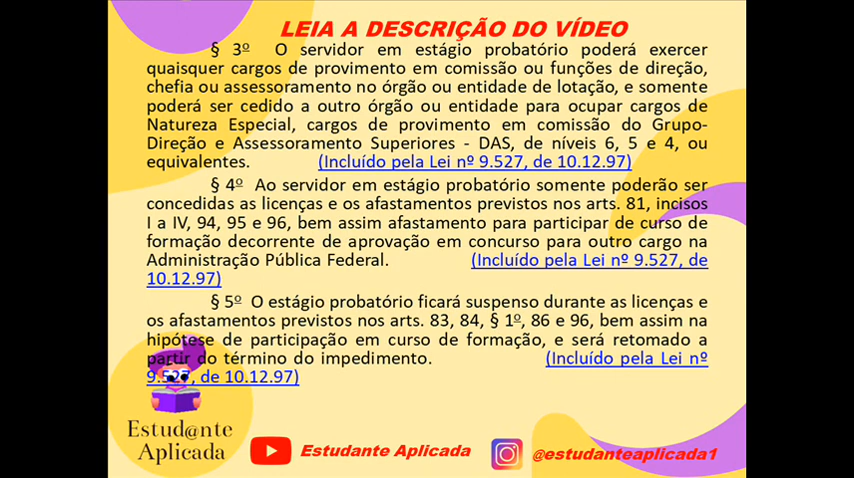 LEIA A DESCRIÇÃO DO VÍDEO
§ 3º O servidor em estágio probatório poderá exercer
quaisquer cargos de provimento em comissão ou funções de direção,
chefia ou assessoramento no órgão ou entidade de lotação, e somente
poderá ser cedido a outro órgão ou entidade para ocupar cargos de
Natureza Especial, cargos de provimento em comissão do Grupo-
Direção e Assessoramento Superiores - DAS, de níveis 6, 5 e 4, ou
equivalentes. (Incluído pela Lei nº 9.527, de 10.12.97)
§ 4º Ao servidor em estágio probatório somente poderão ser
concedidas as licenças e os afastamentos previstos nos arts. 81, incisos
I a IV, 94, 95 e 96, bem assim afastamento para participar de curso de
formação decorrente de aprovação em concurso para outro cargo na
Administração Pública Federal. (Incluído pela Lei nº 9.527, de
10.12.97)
§ 5º O estágio probatório ficará suspenso durante as licenças e
os afastamentos previstos nos arts. 83, 84, § 1º, 86 e 96, bem assim na
hipótese de participação em curso de formação, e será retomado a
partir do término do impedimento. (Incluído pela Lei nº
9.527, de 10.12.97)
Estud@nte
Aplicada
Estudante Aplicada
@estudanteaplicada1